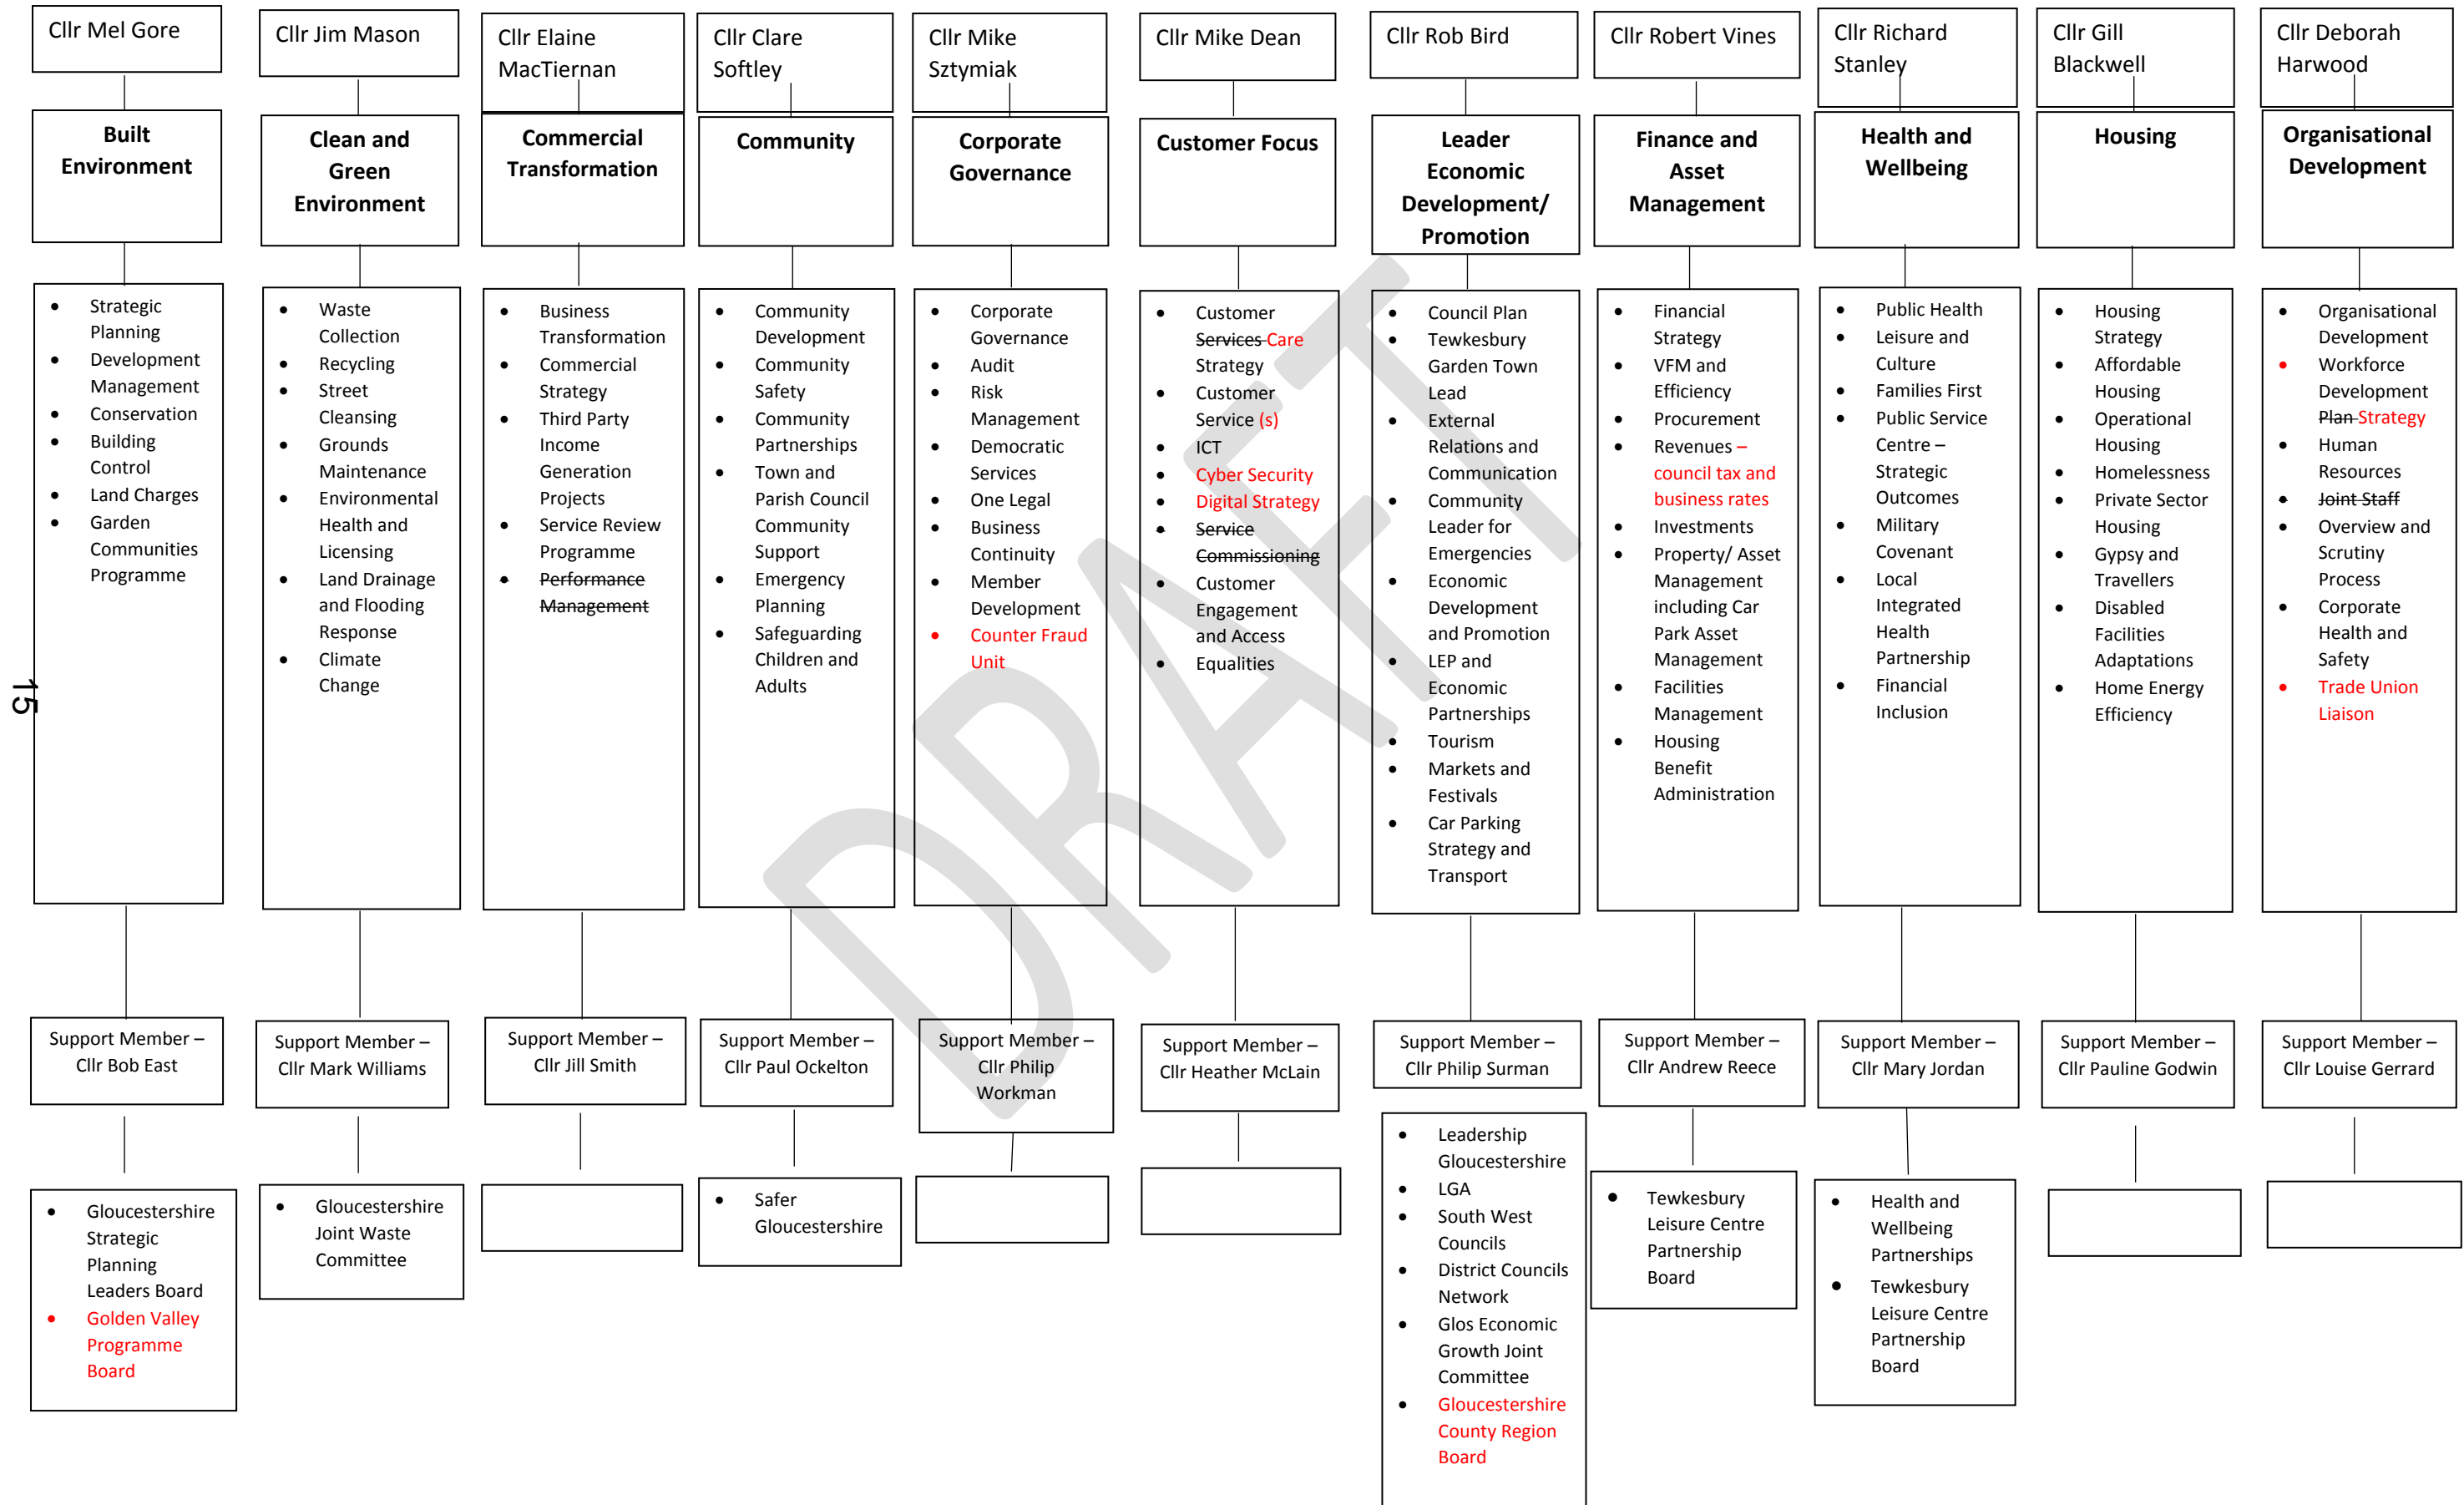 Cllr Mel Gore
Built
Environment
• Strategic
Planning
• Development
Management
• Conservation
• Building
Control
• Land Charges
• Garden
Communities
Programme
Support Member –
Cllr Bob East
• Gloucestershire
Strategic
Planning
Leaders Board
• Golden Valley
Programme
Board
Cllr Jim Mason
Clean and
Green
Environment
• Waste
Collection
• Recycling
• Street
Cleansing
• Grounds
Maintenance
• Environmental
Health and
Licensing
• Land Drainage
and Flooding
Response
• Climate
Change
Support Member –
Cllr Mark Williams
• Gloucestershire
Joint Waste
Committee
Cllr Elaine
MacTiernan
Commercial
Transformation
• Business
Transformation
• Commercial
Strategy
• Third Party
Income
Generation
Projects
• Service Review
Programme
• Performance
Management
Support Member –
Cllr Jill Smith
Cllr Clare
Softley
Community
• Community
Development
• Community
Safety
• Community
Partnerships
• Town and
Parish Council
Community
Support
• Emergency
Planning
• Safeguarding
Children and
Adults
Support Member –
Cllr Paul Ockelton
• Safer
Gloucestershire
Cllr Mike
Sztymiak
Corporate
Governance
• Corporate
Governance
• Audit
• Risk
Management
• Democratic
Services
• One Legal
• Business
Continuity
• Member
Development
• Counter Fraud
Unit
Support Member –
Cllr Philip
Workman
Cllr Mike Dean
Customer Focus
• Customer
Services Care
Strategy
• Customer
Service (s)
• ICT
• Cyber Security
• Digital Strategy
• Service
Commissioning
• Customer
Engagement
and Access
• Equalities
Support Member –
Cllr Heather McLain
Cllr Rob Bird
Leader
Economic
Development/
Promotion
• Council Plan
• Tewkesbury
Garden Town
Lead
• External
Relations and
Communication
• Community
Leader for
Emergencies
• Economic
Development
and Promotion
• LEP and
Economic
Partnerships
• Tourism
• Markets and
Festivals
• Car Parking
Strategy and
Transport
Support Member –
Cllr Philip Surman
• Leadership
Gloucestershire
• LGA
• South West
Councils
• District Councils
Network
• Glos Economic
Growth Joint
Committee
• Gloucestershire
County Region
Board
Cllr Robert Vines
Finance and
Asset
Management
• Financial
Strategy
• VFM and
Efficiency
• Procurement
• Revenues –
council tax and
business rates
• Investments
• Property/ Asset
Management
including Car
Park Asset
Management
• Facilities
Management
• Housing
Benefit
Administration
Support Member –
Cllr Andrew Reece
• Tewkesbury
Leisure Centre
Partnership
Board
Cllr Richard
Stanley
Health and
Wellbeing
• Public Health
• Leisure and
Culture
• Families First
• Public Service
Centre –
Strategic
Outcomes
• Military
Covenant
• Local
Integrated
Health
Partnership
• Financial
Inclusion
Support Member –
Cllr Mary Jordan
• Health and
Wellbeing
Partnerships
• Tewkesbury
Leisure Centre
Partnership
Board
Cllr Gill
Blackwell
Housing
• Housing
Strategy
• Affordable
Housing
• Operational
Housing
• Homelessness
• Private Sector
Housing
• Gypsy and
Travellers
• Disabled
Facilities
Adaptations
• Home Energy
Efficiency
Support Member –
Cllr Pauline Godwin
Cllr Deborah
Harwood
Organisational
Development
• Organisational
Development
• Workforce
Development
Plan Strategy
• Human
Resources
• Joint Staff
• Overview and
Scrutiny
Process
• Corporate
Health and
Safety
• Trade Union
Liaison
Support Member –
Cllr Louise Gerrard
DRAFT
15